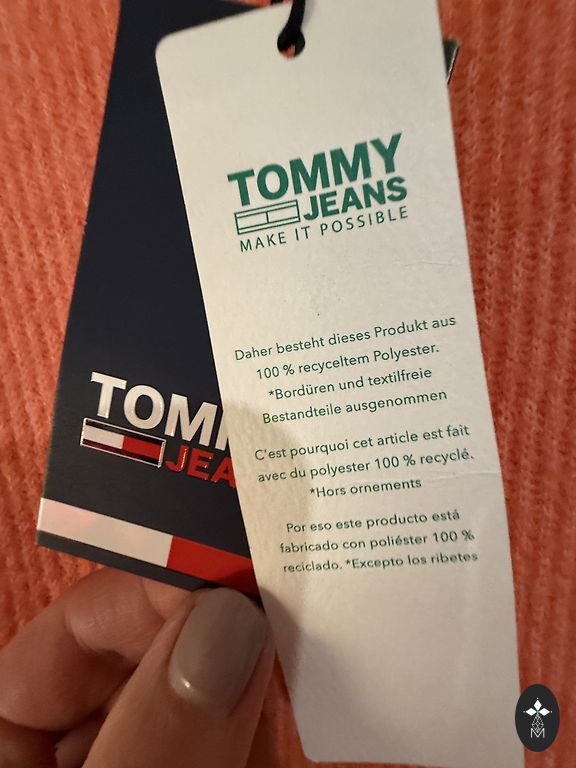 TOMMY
JEANS
MAKE IT POSSIBLE
Daher besteht dieses Produkt aus
100 % recyceltem Polyester.
*Bordüren und textilfreie
Bestandteile ausgenommen
C'est pourquoi cet article est fait
avec du polyester 100 % recyclé.
*Hors ornements
Por eso este producto está
fabricado con poliéster 100 %
reciclado. *Excepto los ribetes
TOMM
JEA
M